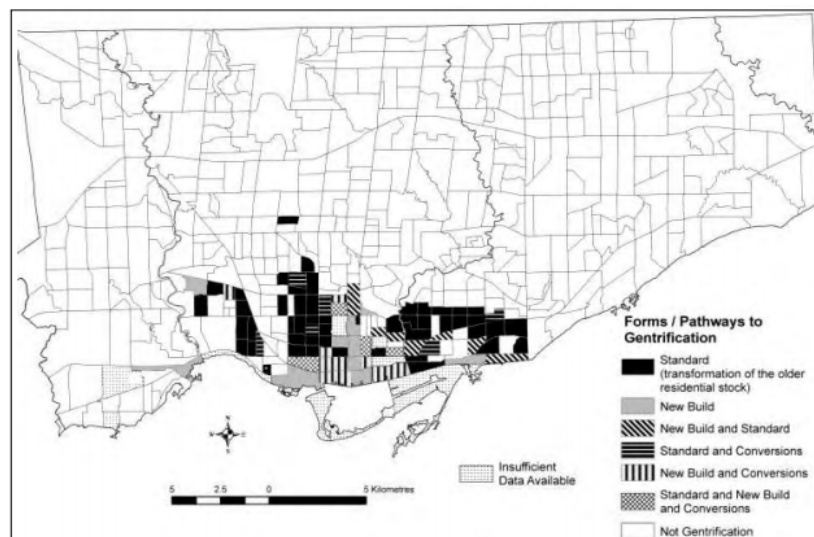 Forms / Pathways to
Gentrification
Standard
(transformation of the older
residential stock)
New Build
New Build and Standard
Standard and Conversions
New Build and Conversions
Standard and New Build
and Conversions
Not Gentrification
Insufficient
Data Available
N
W
E
S
5
2.5
0
5 Kilometres